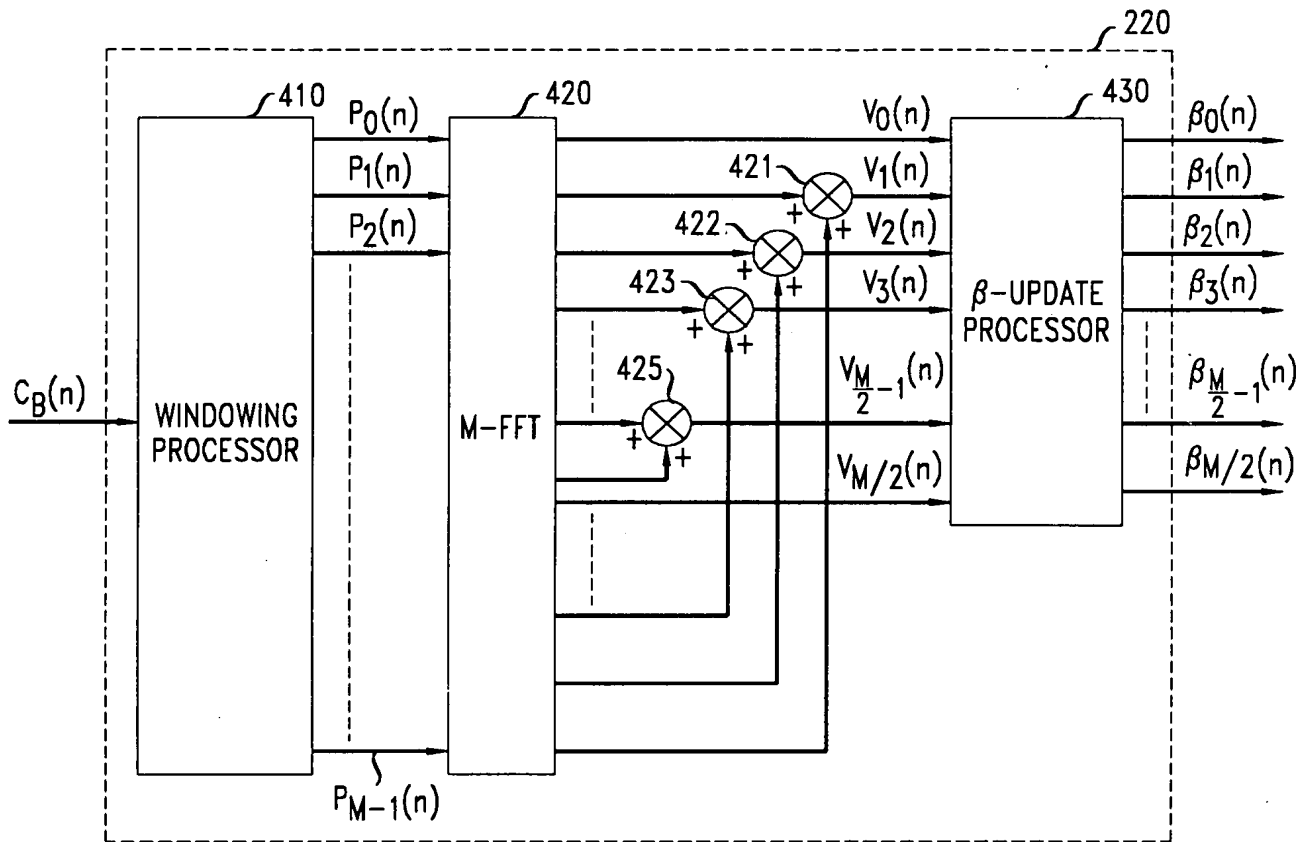 220
410 420 430
P0(n) V0(n) β0(n)
P1(n) 421 V1(n) β1(n)
+ +
P2(n) 422 V2(n) β2(n)
+ +
423 V3(n) β3(n)
+ +
β-UPDATE
PROCESSOR
425 VM/2-1(n) βM/2-1(n)
+ +
CB(n) WINDOWING
PROCESSOR
M-FFT
VM/2(n) βM/2(n)
PM-1(n)